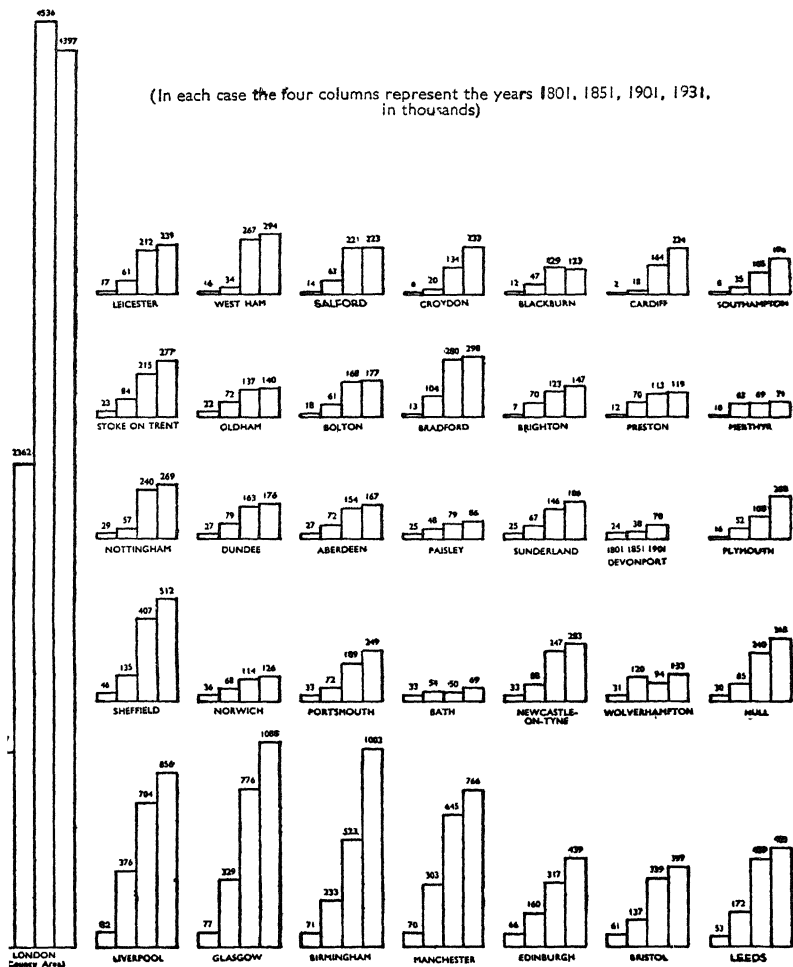 4536
4397
(In each case the four columns represent the years 1801, 1851, 1901, 1931,
in thousands)
17 61 212 239
LEICESTER
16 34 267 294
WEST HAM
14 63 221 223
SALFORD
20 134 233
CROYDON
12 47 129 123
BLACKBURN
2 18 164 224
CARDIFF
8 35
SOUTHAMPTON
23 84 215 277
STOKE ON TRENT
22 72 137 140
OLDHAM
18 61 168 177
BOLTON
13 104 280 298
BRADFORD
7 70 123 147
BRIGHTON
12 70 113 119
PRESTON
63 69 71
MERTHYR
2362
29 57 240 269
NOTTINGHAM
27 79 163 176
DUNDEE
27 72 154 167
ABERDEEN
25 48 79 86
PAISLEY
25 67 146 186
SUNDERLAND
24 38 70
1801 1851 1901
DEVONPORT
16 52 108 208
PLYMOUTH
46 135 407 512
SHEFFIELD
36 68 114 126
NORWICH
33 72 189 249
PORTSMOUTH
33 54 50 69
BATH
33 88 247 283
NEWCASTLE-
ON-TYNE
31 120 94 133
WOLVERHAMPTON
30 85 240
HULL
82 376 704 856
LIVERPOOL
77 329 776 1088
GLASGOW
71 233 522 1003
BIRMINGHAM
70 303 645 766
MANCHESTER
66 160 317 439
EDINBURGH
61 137 339 397
BRISTOL
53 172
LEEDS
LONDON
County Area)